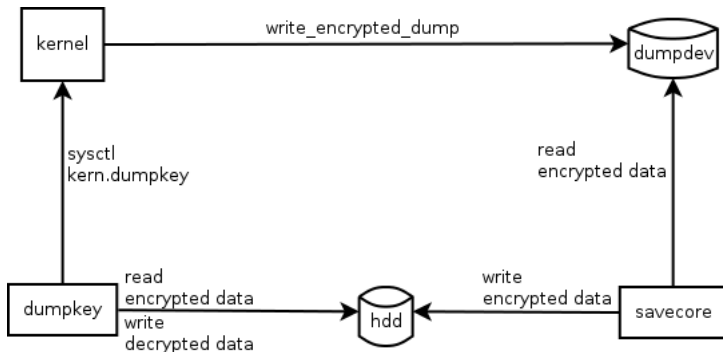 kernel
write_encrypted_dump
dumpdev
sysctl
kern.dumpkey
read
encrypted data
dumpkey
read
encrypted data
write
decrypted data
hdd
write
encrypted data
savecore